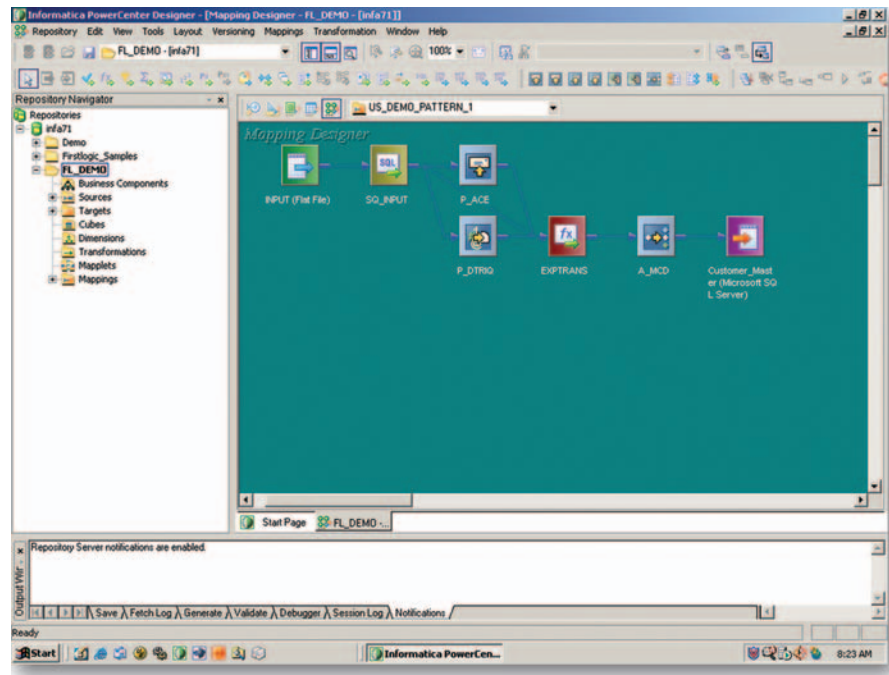 Informatica PowerCenter Designer - [Mapping Designer - FL_DEMO - [infa71]]
Repository Edit View Tools Layout Versioning Mappings Transformation Window Help
FL_DEMO - [infa71]
100%
Repository Navigator
US_DEMO_PATTERN_1
Repositories
infa71
Demo
Firstlogic_Samples
FL_DEMO
Business Components
Sources
Targets
Cubes
Dimensions
Transformations
Mapplets
Mappings
Mapping Designer
SQL
INPUT (Flat File)
SQ_INPUT
P_ACE
fx
P_DTRIQ
EXPTRANS
A_MCD
Customer_Mast
er (Microsoft SQ
L Server)
Start Page
FL_DEMO -...
Repository Server notifications are enabled.
Output Win
Save Fetch Log Generate Validate Debugger Session Log Notifications
Ready
Start
Informatica PowerCen...
8:23 AM